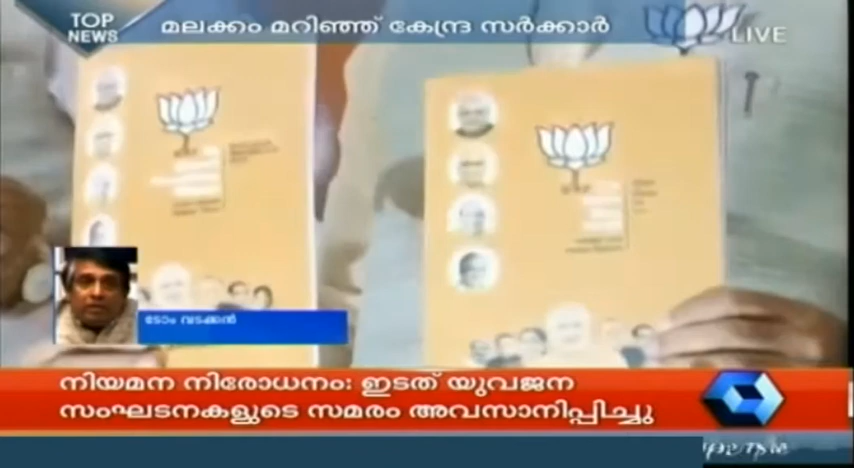 TOP
NEWS
മലക്കം മറിഞ്ഞ് കേന്ദ്ര സർക്കാർ
LIVE
ടോം വടക്കൻ
നിയമന നിരോധനം: ഇടത് യുവജന
സംഘടനകളുടെ സമരം അവസാനിപ്പിച്ചു